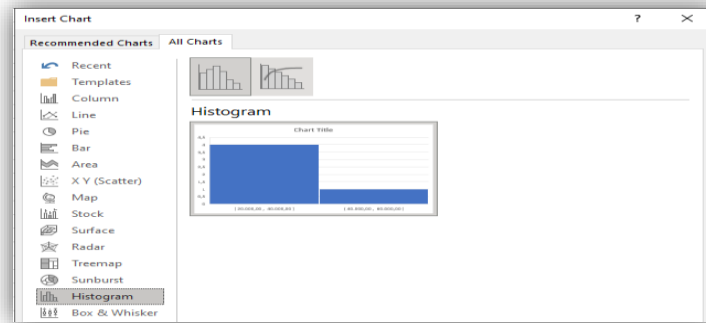 Insert Chart ? ×
Recommended Charts All Charts
Recent
Templates
Column
Line
Pie
Bar
Area
X Y (Scatter)
Map
Stock
Surface
Radar
Treemap
Sunburst
Histogram
Box & Whisker
Histogram
Chart Title